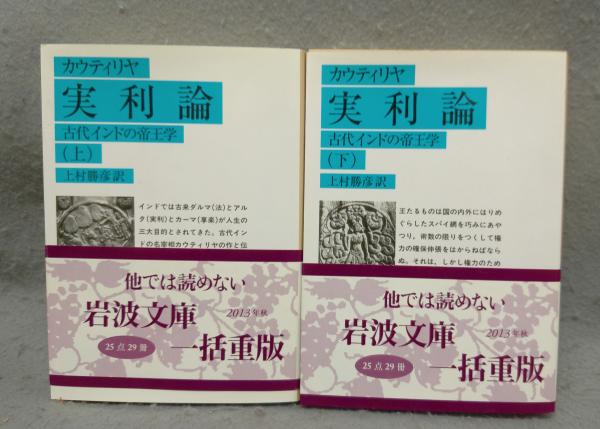 カウティリヤ
実利論
古代インドの帝王学
(上)
上村勝彦訳
インドでは古来ダルマ(法)とアル
タ(実利)とカーマ(享楽)が人生の
三大目的とされてきた。古代イン
ドの名宰相カウティリヤの作と伝
他では読めない
岩波文庫
2013年秋
25点29冊
一括重版
カウティリヤ
実利論
古代インドの帝王学
(下)
上村勝彦訳
王たるものは国の内外にはりめ
ぐらしたスパイ網を巧みにあや
つり,術数の限りをつくして権
力の確保伸張をはからねばなら
ぬ。それは,しかし権力のため
他では読めない
岩波文庫
2013年秋
25点29冊
一括重版